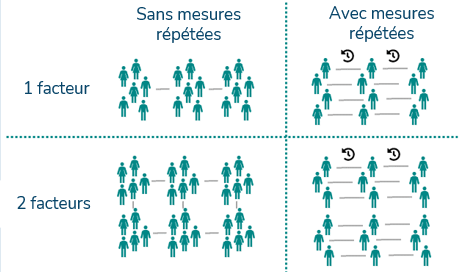 Sans mesures
répétées
Avec mesures
répétées
1 facteur
2 facteurs